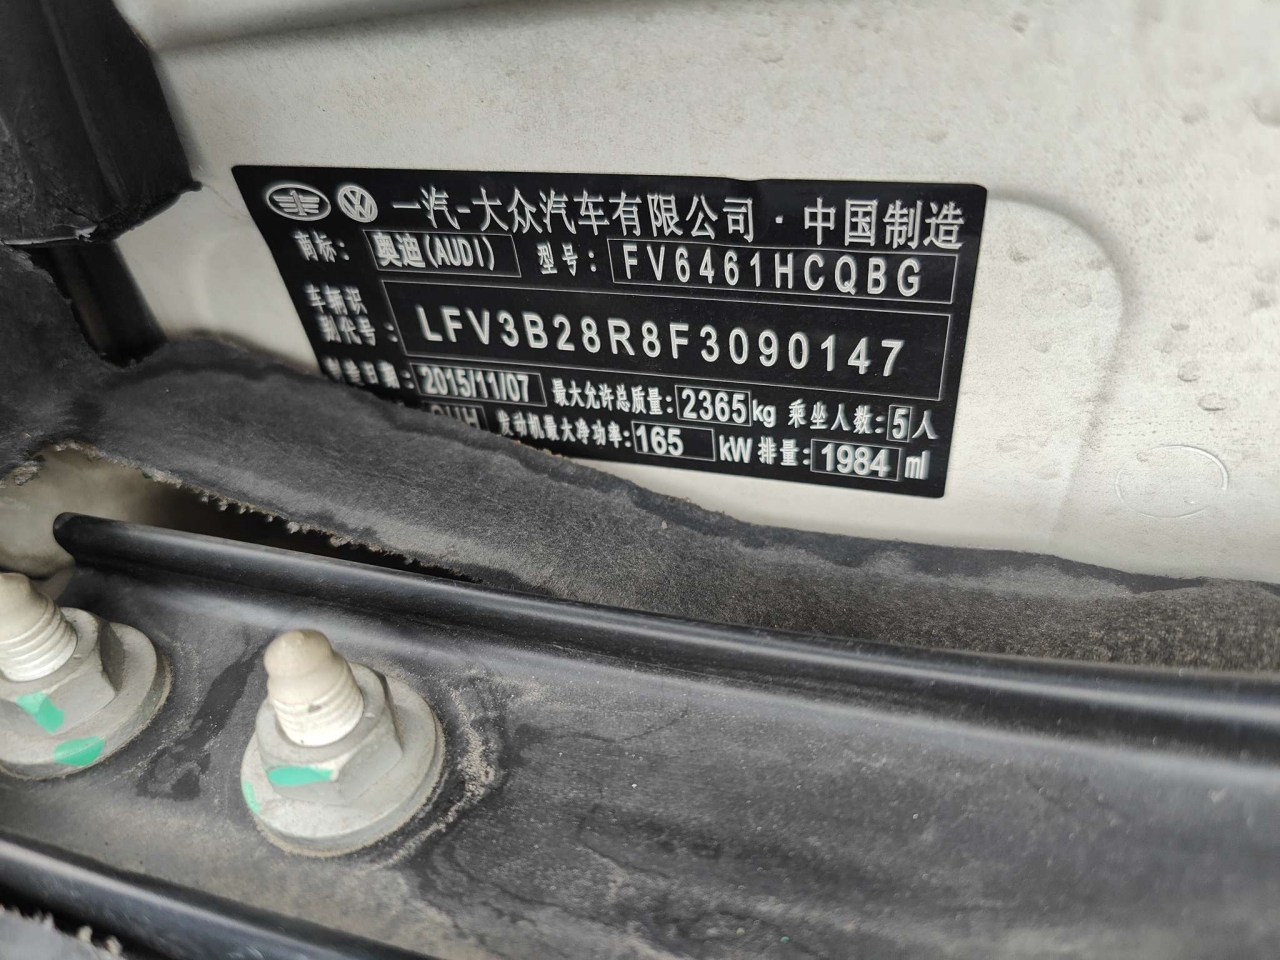 一汽-大众汽车有限公司·中国制造
商标: 奥迪(AUDI) 型号: FV6461HCQBG
车辆识
别代号: LFV3B28R8F3090147
日期: 2015/11/07 最大允许总质量: 2365kg 乘坐人数: 5人
发动机最大净功率: 165 kW 排量: 1984 ml